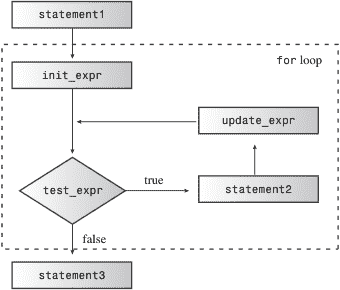 statement1
for loop
init_expr
update_expr
test_expr
true
statement2
false
statement3